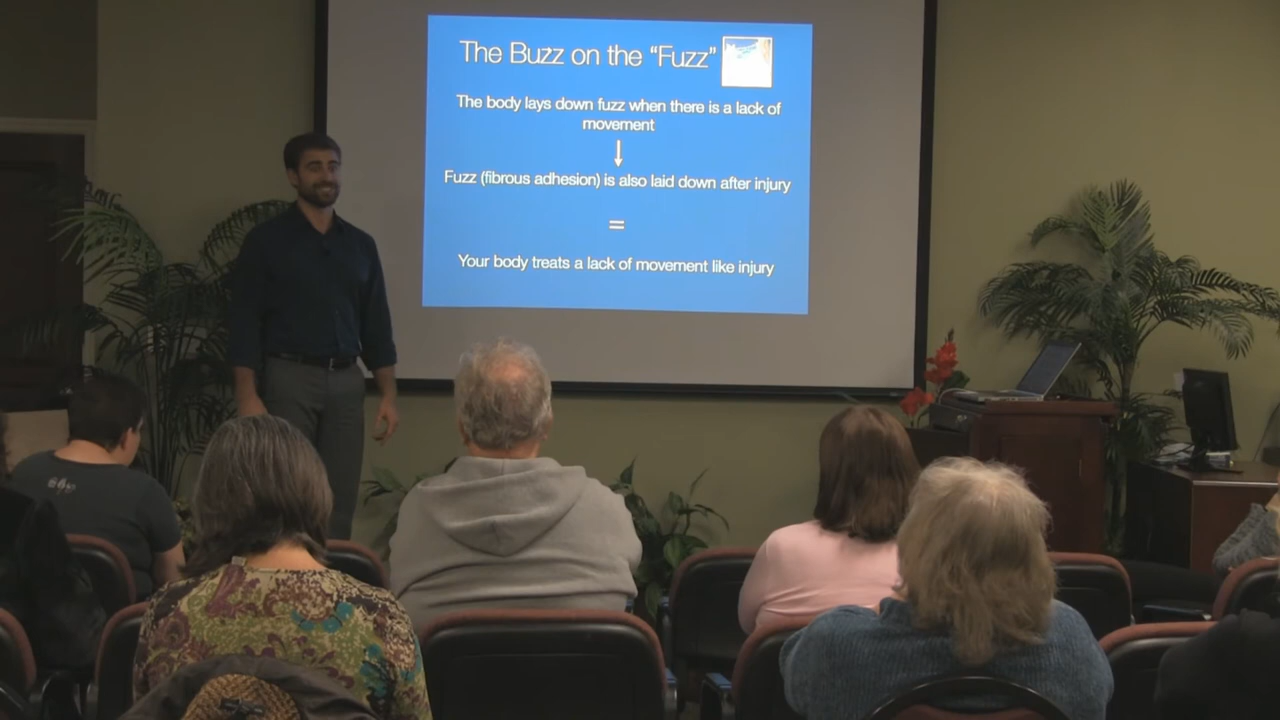 The Buzz on the “Fuzz”
The body lays down fuzz when there is a lack of
movement
Fuzz (fibrous adhesion) is also laid down after injury
=
Your body treats a lack of movement like injury